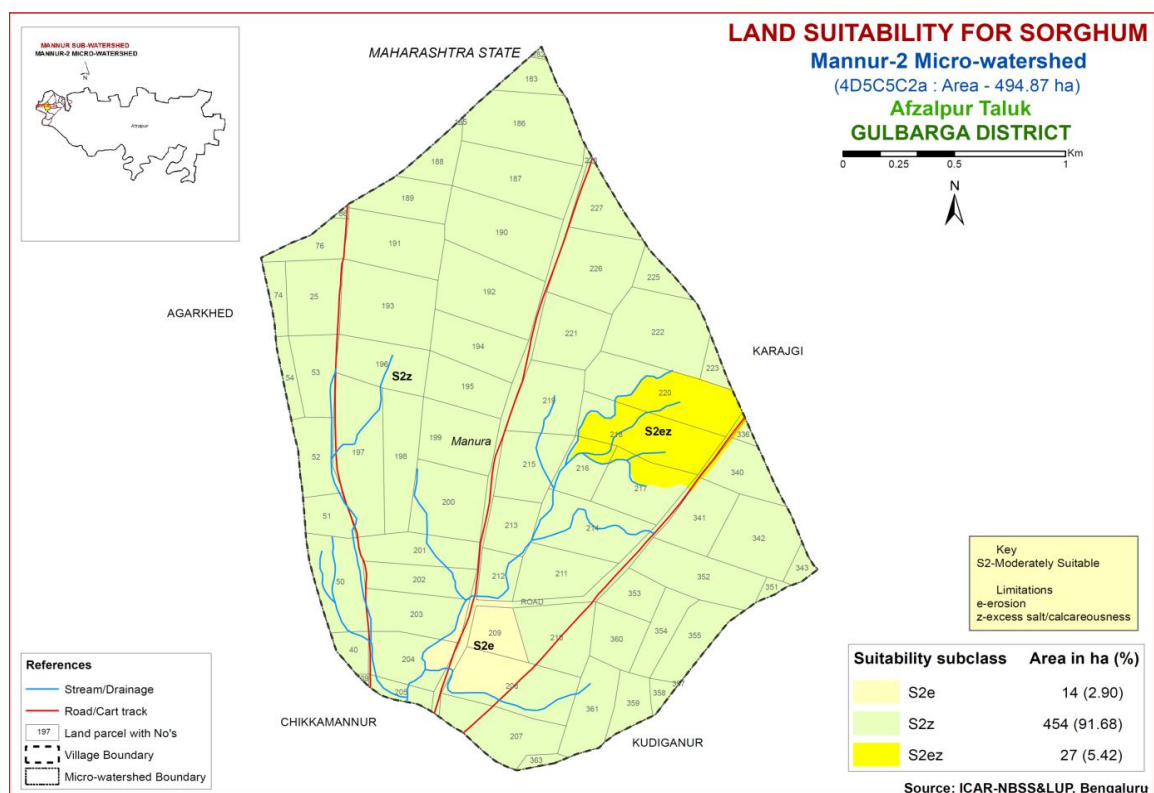 LAND SUITABILITY FOR SORGHUM
Mannur-2 Micro-watershed
(4D5C5C2a : Area - 494.87 ha)
Afzalpur Taluk
GULBARGA DISTRICT
0 0.25 0.5 1 Km
N
MANNUR SUB-WATERSHED
MANNUR-2 MICRO-WATERSHED
N
Afzalpur
MAHARASHTRA STATE
182
183
186
188
187
228
189
227
76
191
190
226
225
74
25
193
192
221
222
KARAJGI
AGARKHED
194
223
54
53
196
S2z
195
219
220
218
S2ez
336
52
197
198
199
Manura
215
216
217
340
200
51
213
214
341
342
201
50
202
212
211
352
351
343
ROAD
353
203
209
S2e
210
360
354
355
40
204
205
208
361
359
358
357
207
363
CHIKKAMANNUR
KUDIGANUR
References
Stream/Drainage
Road/Cart track
197 Land parcel with No's
Village Boundary
Micro-watershed Boundary
Key
S2-Moderately Suitable
Limitations
e-erosion
z-excess salt/calcareousness
Suitability subclass Area in ha (%)
S2e 14 (2.90)
S2z 454 (91.68)
S2ez 27 (5.42)
Source: ICAR-NBSS&LUP, Bengaluru